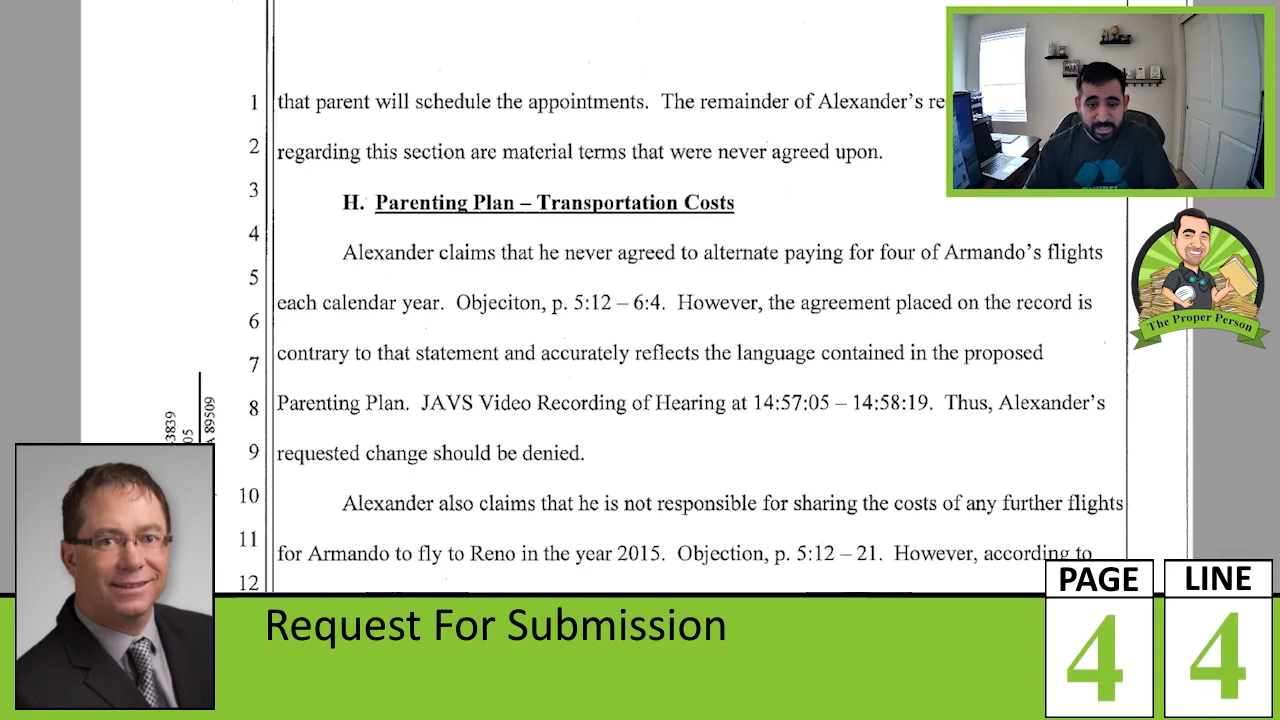 1 that parent will schedule the appointments. The remainder of Alexander's re
2 regarding this section are material terms that were never agreed upon.
3 H. Parenting Plan – Transportation Costs
4 Alexander claims that he never agreed to alternate paying for four of Armando's flights
5 each calendar year. Objeciton, p. 5:12 – 6:4. However, the agreement placed on the record is
6
7 contrary to that statement and accurately reflects the language contained in the proposed
8 Parenting Plan. JAVS Video Recording of Hearing at 14:57:05 – 14:58:19. Thus, Alexander's
9 requested change should be denied.
10 Alexander also claims that he is not responsible for sharing the costs of any further flights
11 for Armando to fly to Reno in the year 2015. Objection, p. 5:12 – 21. However, according to
12
-3839
05
A 89509
The Proper Person
Request For Submission
PAGE
4
LINE
4